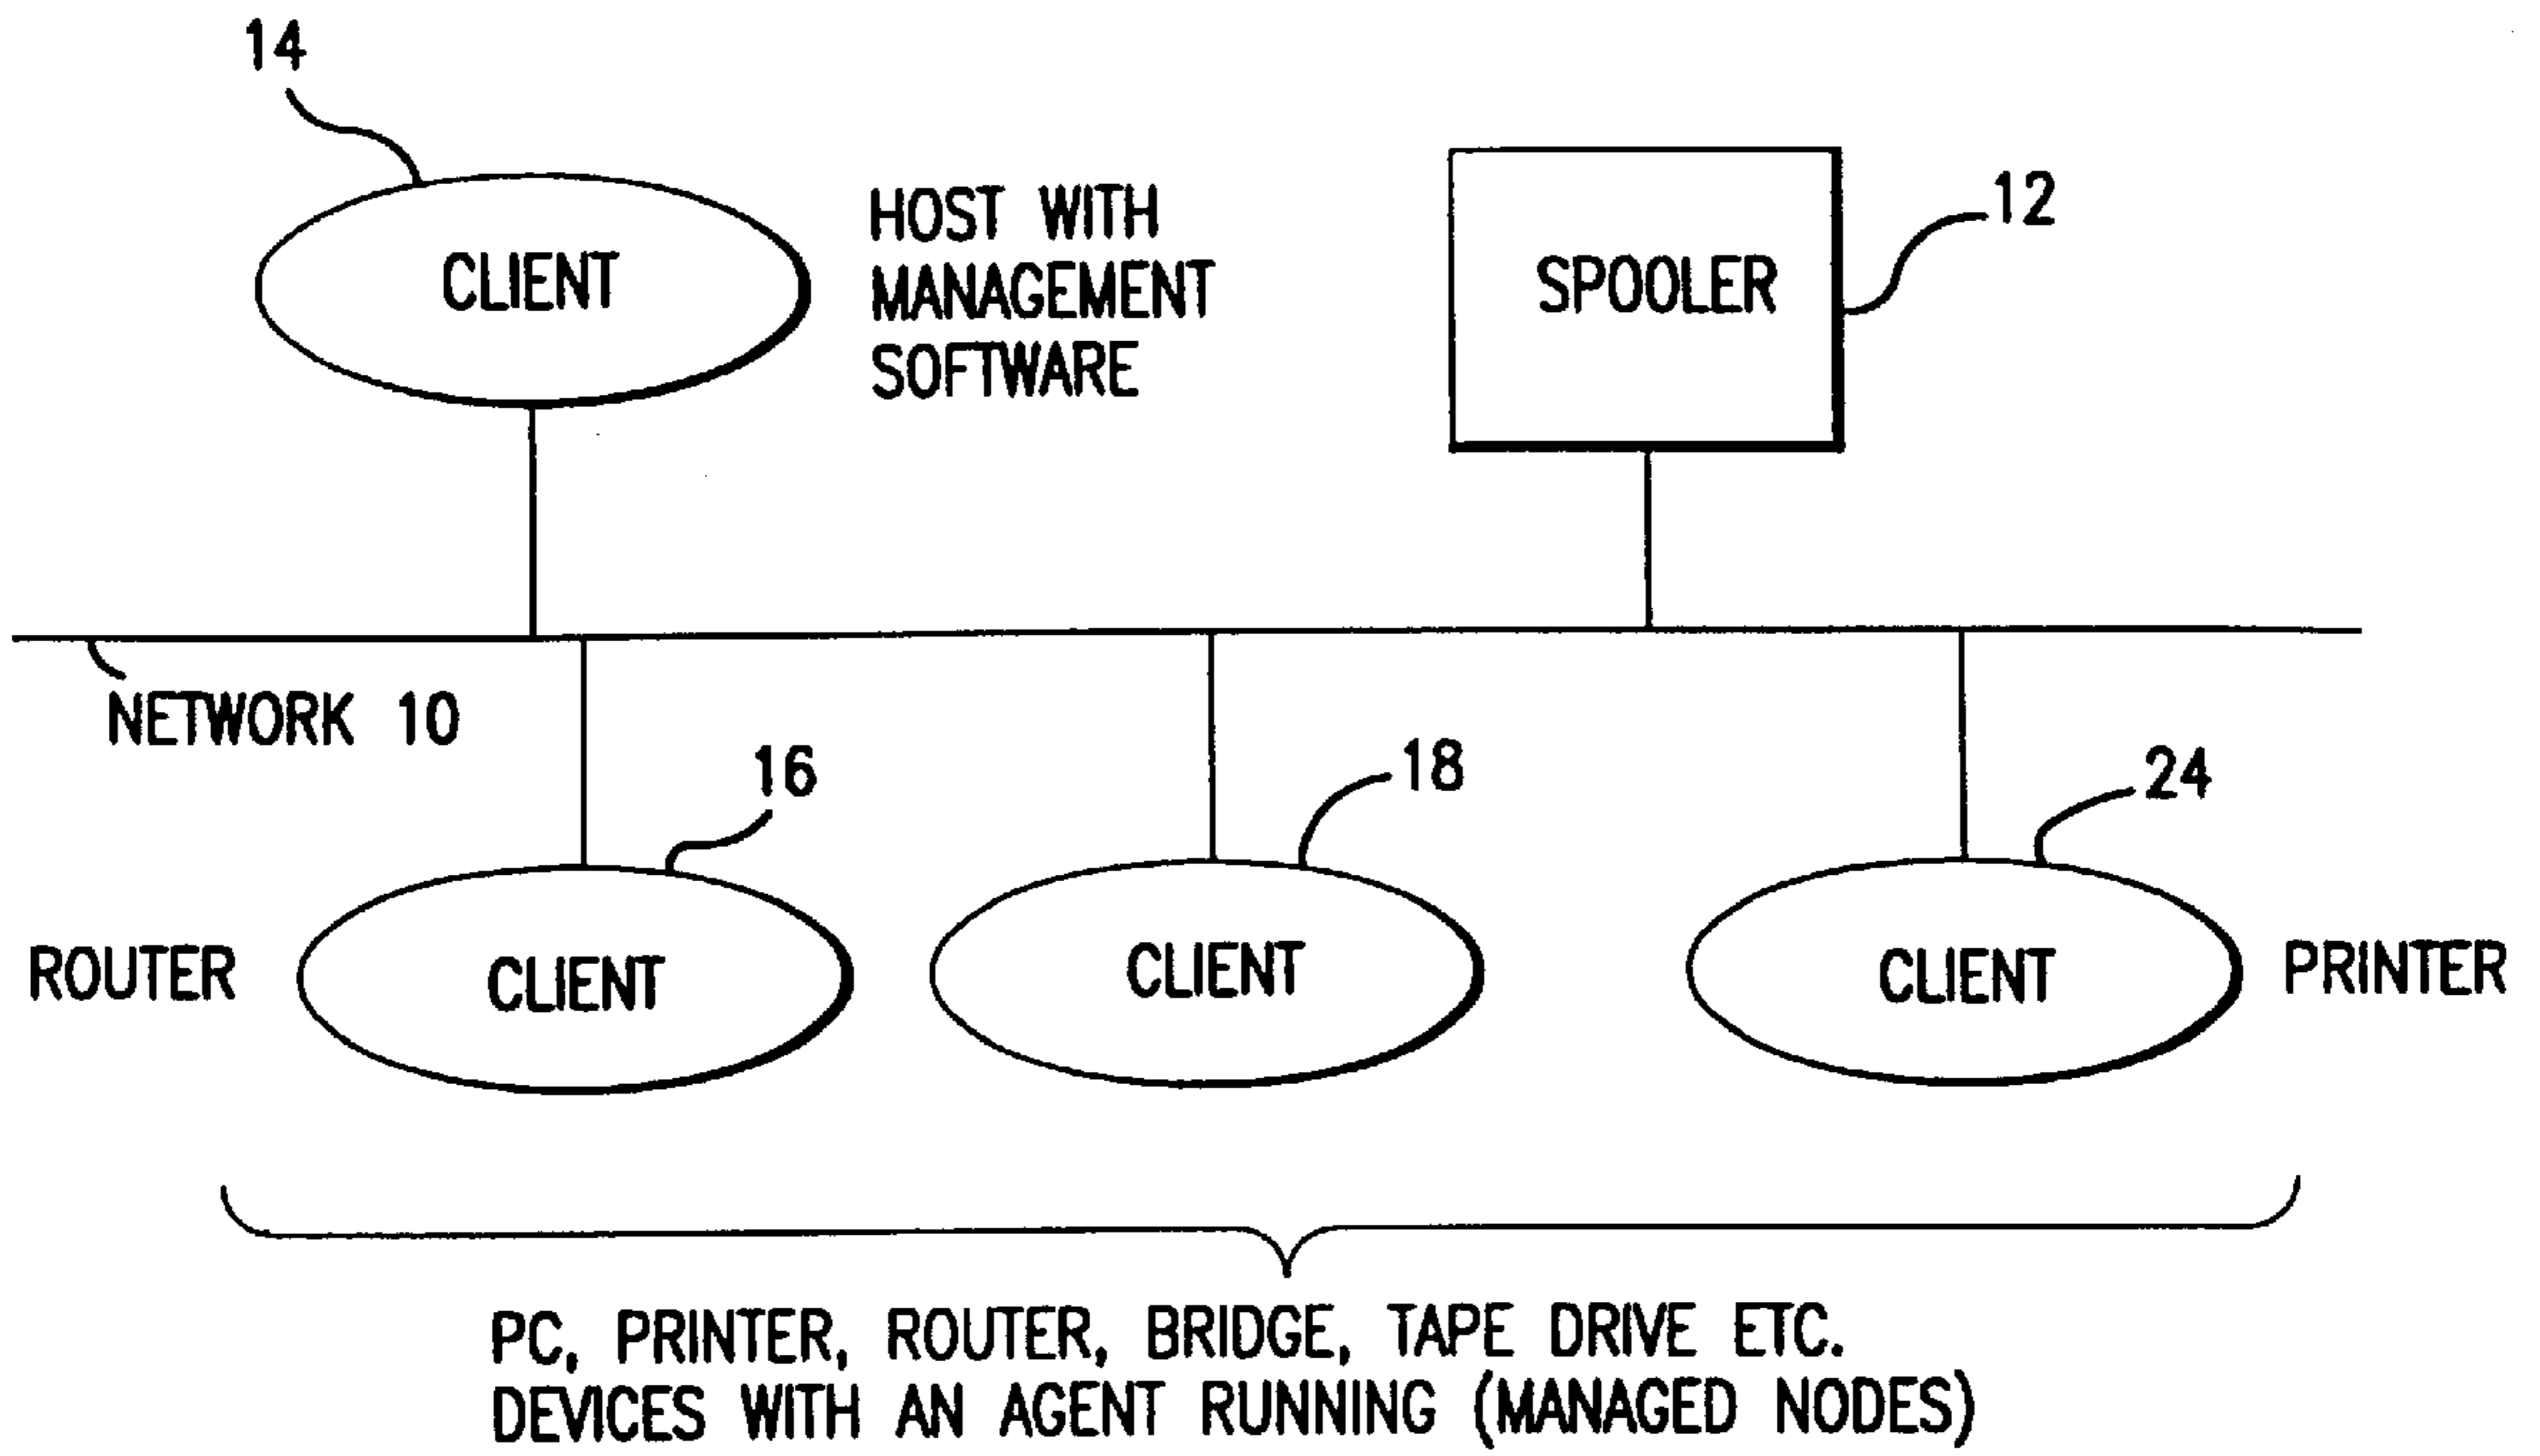 14
CLIENT
HOST WITH
MANAGEMENT
SOFTWARE
SPOOLER
12
NETWORK 10
16
18
24
ROUTER
CLIENT
CLIENT
CLIENT
PRINTER
PC, PRINTER, ROUTER, BRIDGE, TAPE DRIVE ETC.
DEVICES WITH AN AGENT RUNNING (MANAGED NODES)